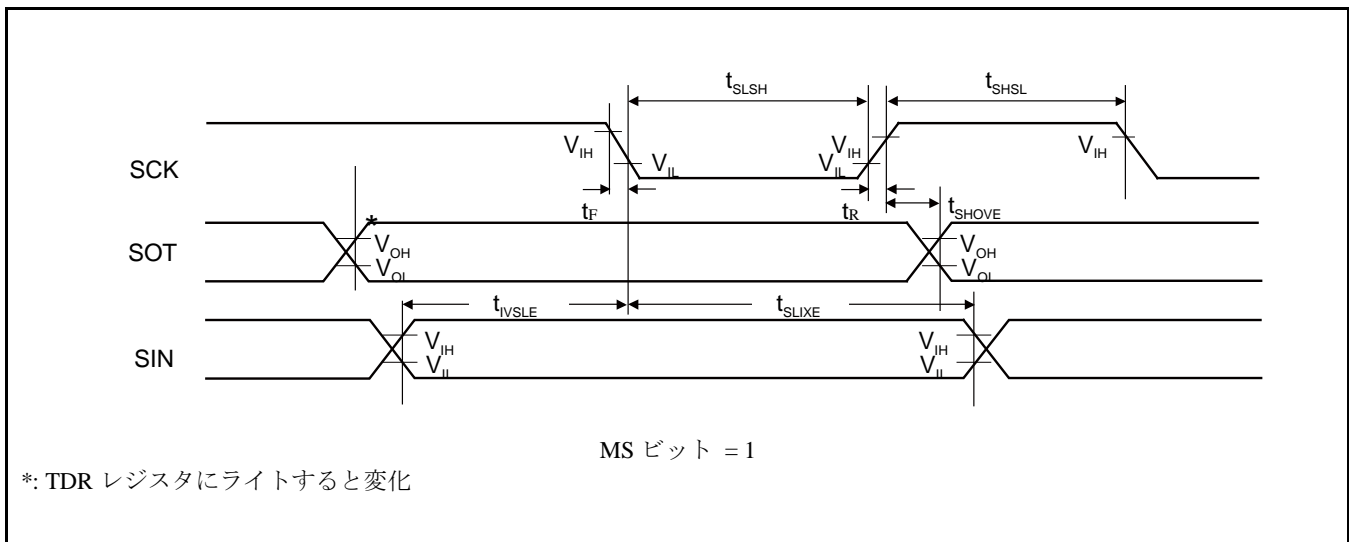 tSLSH tSHSL
VIH VIL VIL VIH VIH
SCK
tF tR tSHOVE
*
SOT VOH VOH
VOL VOL
tIVSLE tSLIXE
SIN VIH VIH
VIL VIL
MS ビット = 1
*: TDR レジスタにライトすると変化